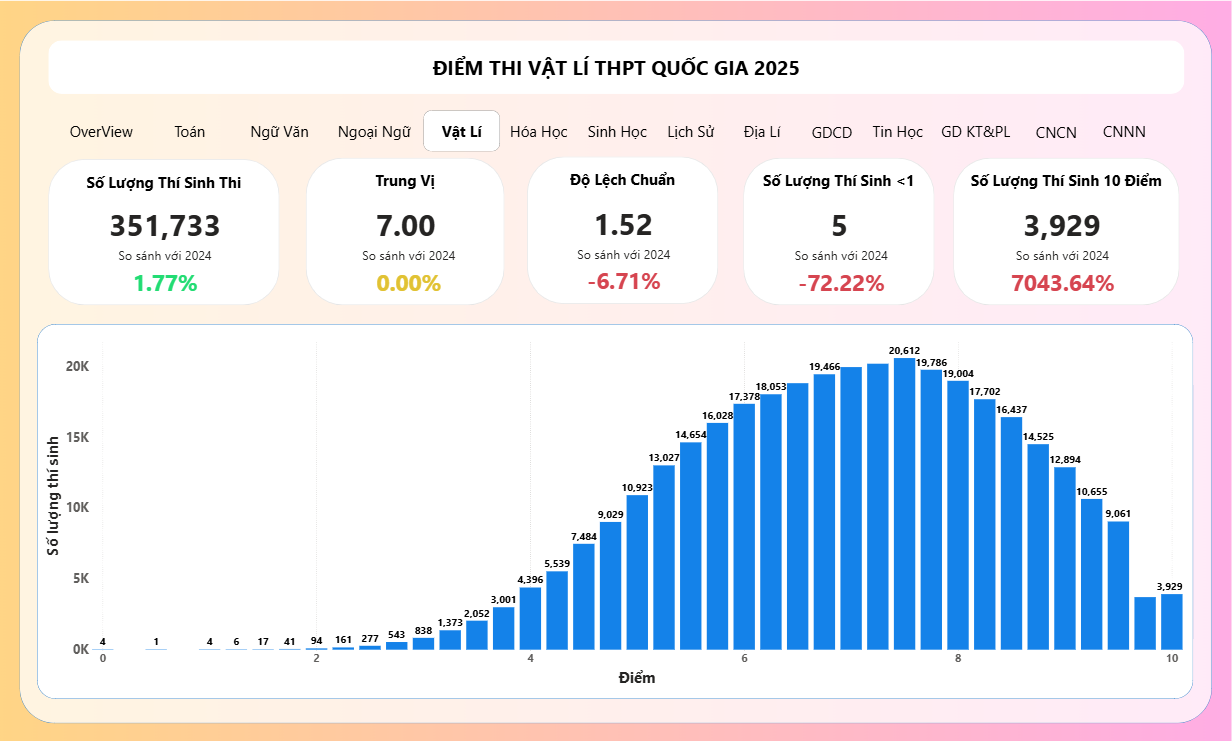 ĐIỂM THI VẬT LÍ THPT QUỐC GIA 2025
OverView Toán Ngữ Văn Ngoại Ngữ Vật Lí Hóa Học Sinh Học Lịch Sử Địa Lí GDCD Tin Học GD KT&PL CNCN CNNN
Số Lượng Thí Sinh Thi
351,733
So sánh với 2024
1.77%
Trung Vị
7.00
So sánh với 2024
0.00%
Độ Lệch Chuẩn
1.52
So sánh với 2024
-6.71%
Số Lượng Thí Sinh <1
5
So sánh với 2024
-72.22%
Số Lượng Thí Sinh 10 Điểm
3,929
So sánh với 2024
7043.64%
Số lượng thí sinh
20K
15K
10K
5K
0K
4 1 4 6 17 41 94 161 277 543 838 1,373 2,052 3,001 4,396 5,539 7,484 9,029 10,923 13,027 14,654 16,028 17,378 18,053 19,466 20,612 19,786 19,004 17,702 16,437 14,525 12,894 10,655 9,061 3,929
0 2 4 6 8 10
Điểm